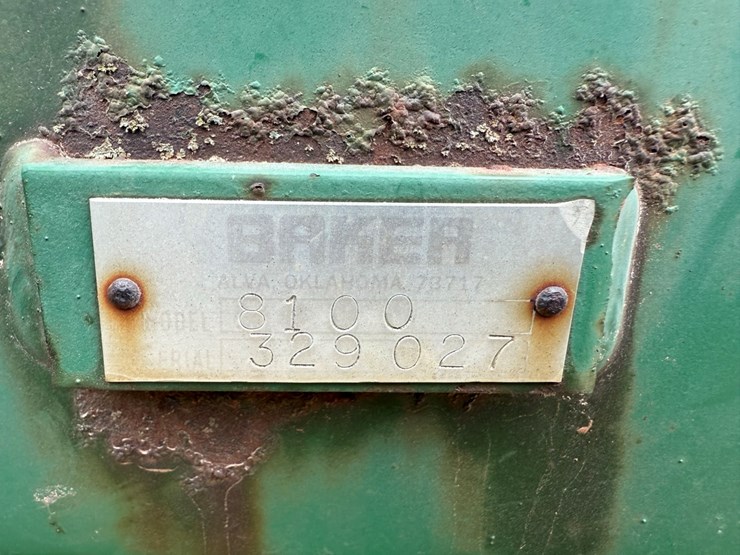 BAKER
ALVA, OKLAHOMA 73717
MODEL 8100
SERIAL 329027